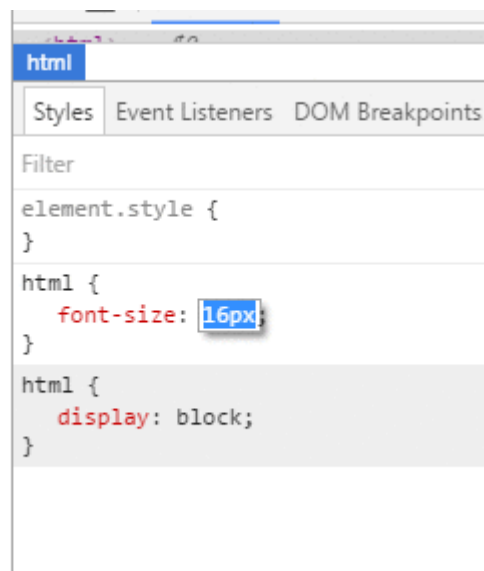 html
Styles Event Listeners DOM Breakpoints
Filter
element.style {
}
html {
font-size: 16px;
}
html {
display: block;
}